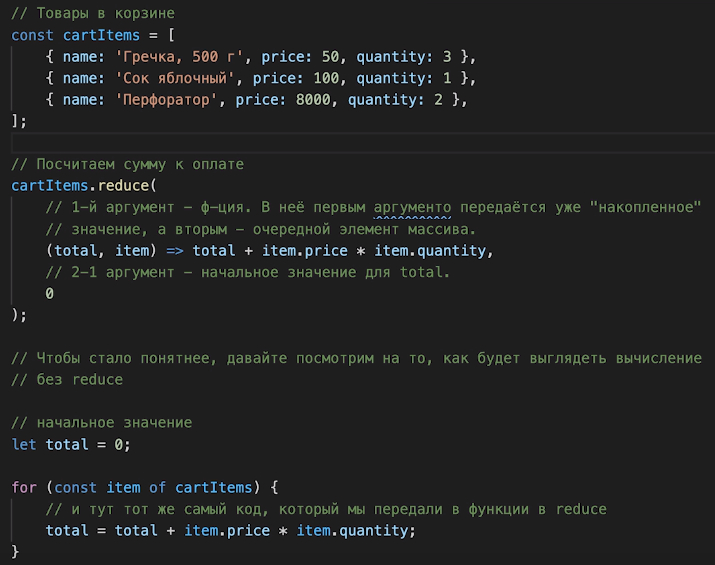 // Товары в корзине
const cartItems = [
{ name: 'Гречка, 500 г', price: 50, quantity: 3 },
{ name: 'Сок яблочный', price: 100, quantity: 1 },
{ name: 'Перфоратор', price: 8000, quantity: 2 },
];
// Посчитаем сумму к оплате
cartItems.reduce(
// 1-й аргумент - ф-ция. В неё первым аргументо передаётся уже "накопленное"
// значение, а вторым - очередной элемент массива.
(total, item) => total + item.price * item.quantity,
// 2-1 аргумент - начальное значение для total.
0
);
// Чтобы стало понятнее, давайте посмотрим на то, как будет выглядеть вычисление
// без reduce
// начальное значение
let total = 0;
for (const item of cartItems) {
// и тут тот же самый код, который мы передали в функции в reduce
total = total + item.price * item.quantity;
}